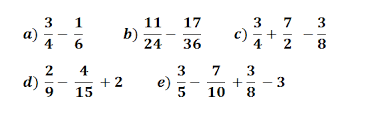 a) 3/4 − 1/6 b) 11/24 − 17/36 c) 3/4 + 7/2 − 3/8
d) 2/9 − 4/15 + 2 e) 3/5 − 7/10 + 3/8 − 3